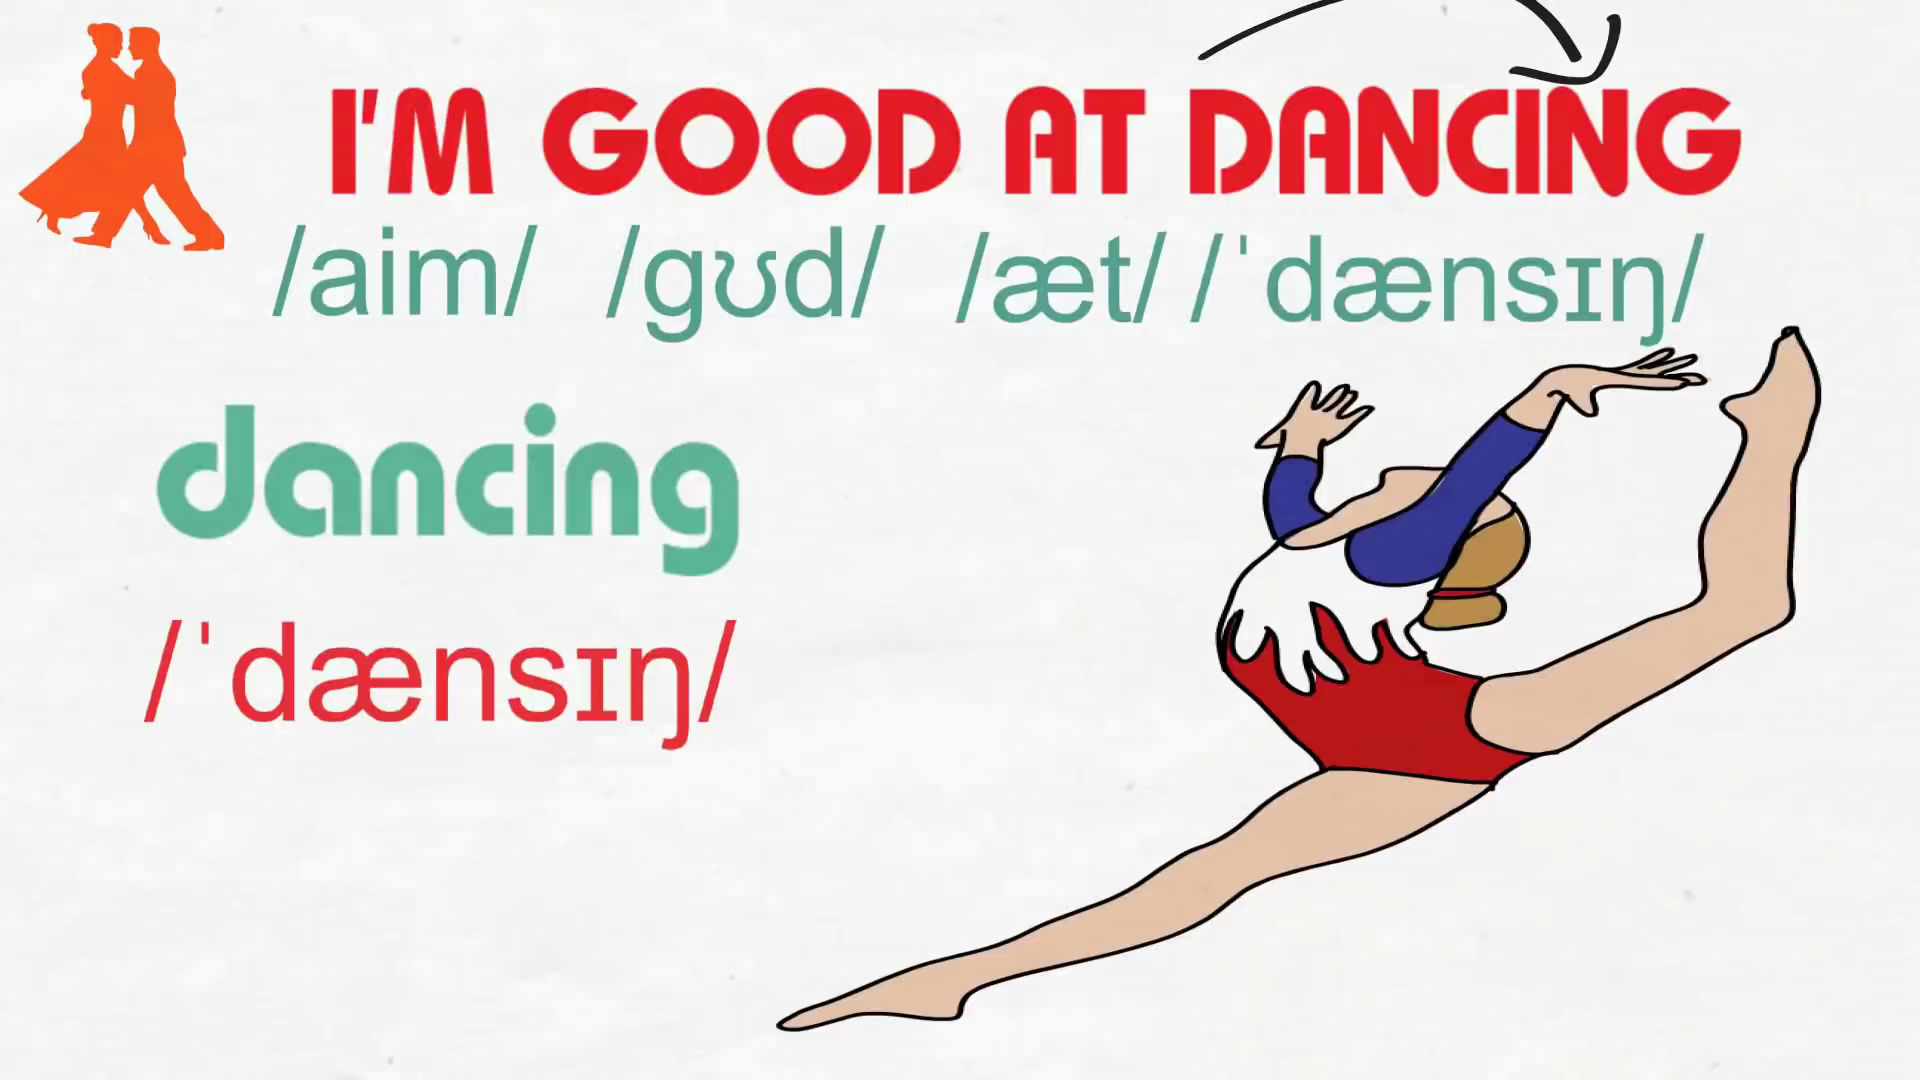 I'M GOOD AT DANCING
/aim/ /gʊd/ /æt/ /ˈdænsɪŋ/
dancing
/ˈdænsɪŋ/